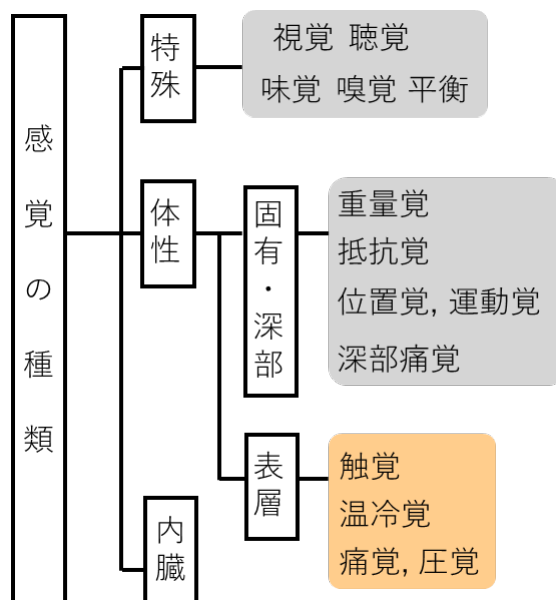 感覚の種類
特殊
視覚 聴覚
味覚 嗅覚 平衡
体性
固有・深部
重量覚
抵抗覚
位置覚, 運動覚
深部痛覚
表層
触覚
温冷覚
痛覚, 圧覚
内臓